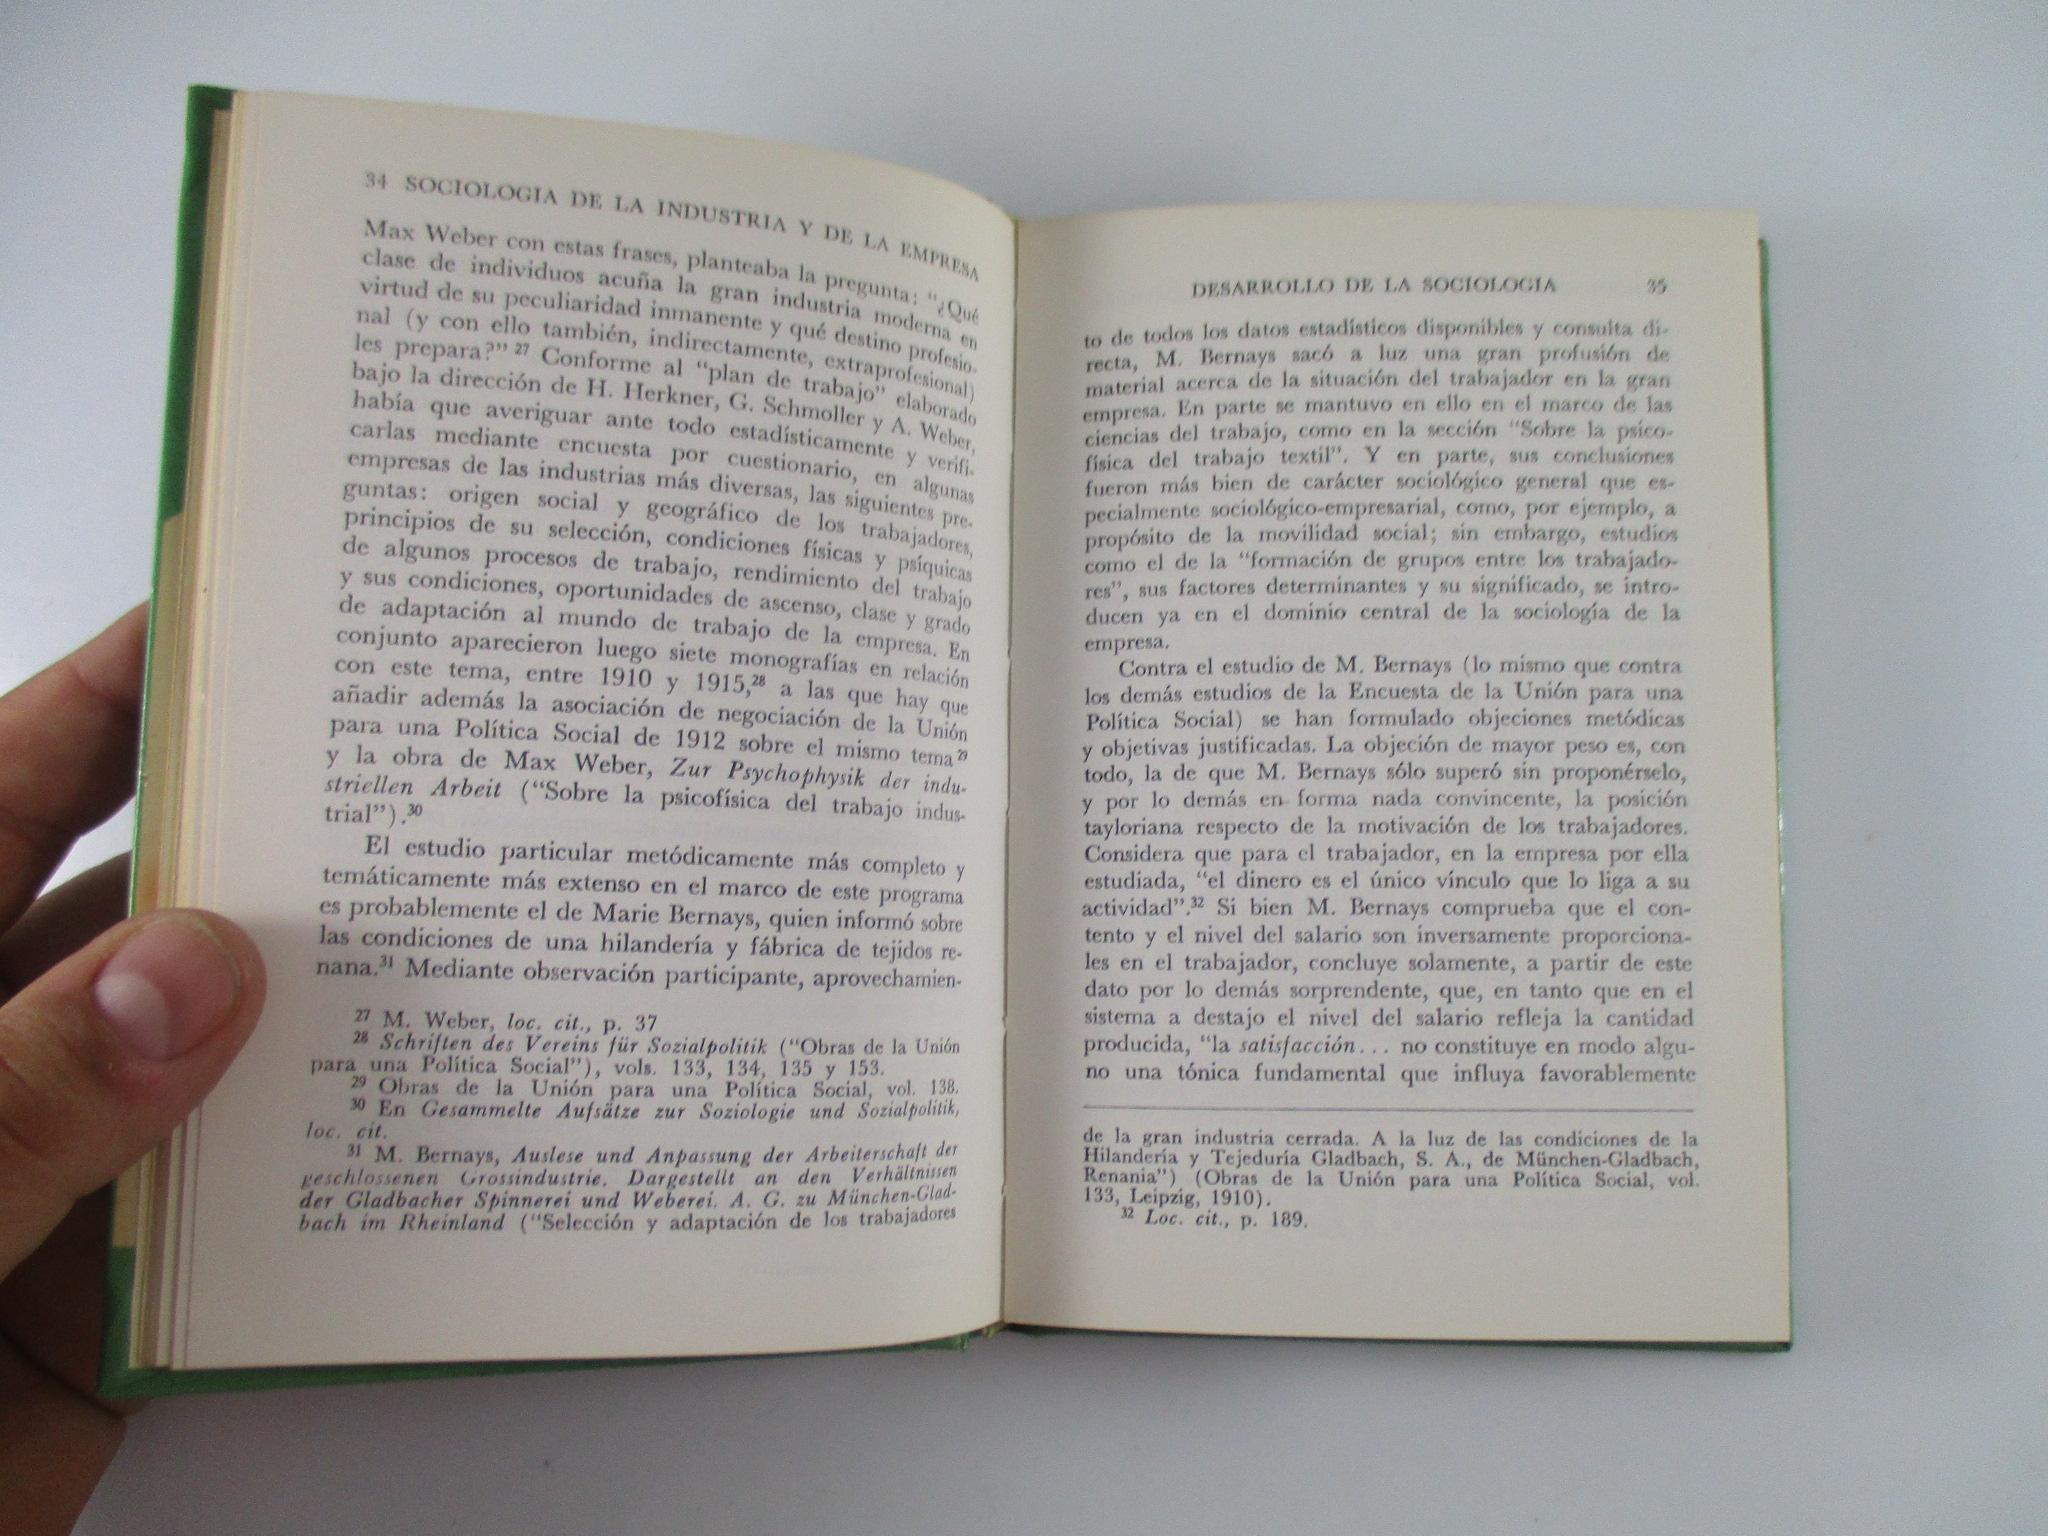 34 SOCIOLOGIA DE LA INDUSTRIA Y DE LA EMPRESA
Max Weber con estas frases, planteaba la pregunta: “¿Qué
clase de individuos acuña la gran industria moderna en
virtud de su peculiaridad inmanente y qué destino profesio-
nal (y con ello también, indirectamente, extraprofesional)
les prepara?” 27 Conforme al “plan de trabajo” elaborado
bajo la dirección de H. Herkner, G. Schmoller y A. Weber,
había que averiguar ante todo estadísticamente y verifi-
carlas mediante encuesta por cuestionario, en algunas
empresas de las industrias más diversas, las siguientes pre-
guntas: origen social y geográfico de los trabajadores,
principios de su selección, condiciones físicas y psíquicas
de algunos procesos de trabajo, rendimiento del trabajo
y sus condiciones, oportunidades de ascenso, clase y grado
de adaptación al mundo de trabajo de la empresa. En
conjunto aparecieron luego siete monografías en relación
con este tema, entre 1910 y 1915,28 a las que hay que
añadir además la asociación de negociación de la Unión
para una Política Social de 1912 sobre el mismo tema 29
y la obra de Max Weber, Zur Psychophysik der indu-
striellen Arbeit (“Sobre la psicofísica del trabajo indus-
trial”).30
El estudio particular metódicamente más completo y
temáticamente más extenso en el marco de este programa
es probablemente el de Marie Bernays, quien informó sobre
las condiciones de una hilandería y fábrica de tejidos re-
nana.31 Mediante observación participante, aprovechamien-
27 M. Weber, loc. cit., p. 37
28 Schriften des Vereins für Sozialpolitik (“Obras de la Unión
para una Política Social”), vols. 133, 134, 135 y 153.
29 Obras de la Unión para una Política Social, vol. 138.
30 En Gesammelte Aufsätze zur Soziologie und Sozialpolitik,
loc. cit.
31 M. Bernays, Auslese und Anpassung der Arbeiterschaft der
geschlossenen Grossindustrie. Dargestellt an den Verhältnissen
der Gladbacher Spinnerei und Weberei. A. G. zu München-Glad-
bach im Rheinland (“Selección y adaptación de los trabajadores
DESARROLLO DE LA SOCIOLOGIA 35
to de todos los datos estadísticos disponibles y consulta di-
recta, M. Bernays sacó a luz una gran profusión de
material acerca de la situación del trabajador en la gran
empresa. En parte se mantuvo en ello en el marco de las
ciencias del trabajo, como en la sección “Sobre la psico-
física del trabajo textil”. Y en parte, sus conclusiones
fueron más bien de carácter sociológico general que es-
pecialmente sociológico-empresarial, como, por ejemplo, a
propósito de la movilidad social; sin embargo, estudios
como el de la “formación de grupos entre los trabajado-
res”, sus factores determinantes y su significado, se intro-
ducen ya en el dominio central de la sociología de la
empresa.
Contra el estudio de M. Bernays (lo mismo que contra
los demás estudios de la Encuesta de la Unión para una
Política Social) se han formulado objeciones metódicas
y objetivas justificadas. La objeción de mayor peso es, con
todo, la de que M. Bernays sólo superó sin proponérselo,
y por lo demás en forma nada convincente, la posición
tayloriana respecto de la motivación de los trabajadores.
Considera que para el trabajador, en la empresa por ella
estudiada, “el dinero es el único vínculo que lo liga a su
actividad”.32 Si bien M. Bernays comprueba que el con-
tento y el nivel del salario son inversamente proporciona-
les en el trabajador, concluye solamente, a partir de este
dato por lo demás sorprendente, que, en tanto que en el
sistema a destajo el nivel del salario refleja la cantidad
producida, “la satisfacción... no constituye en modo algu-
no una tónica fundamental que influya favorablemente
de la gran industria cerrada. A la luz de las condiciones de la
Hilandería y Tejeduría Gladbach, S. A., de München-Gladbach,
Renania”) (Obras de la Unión para una Política Social, vol.
133, Leipzig, 1910).
32 Loc. cit., p. 189.